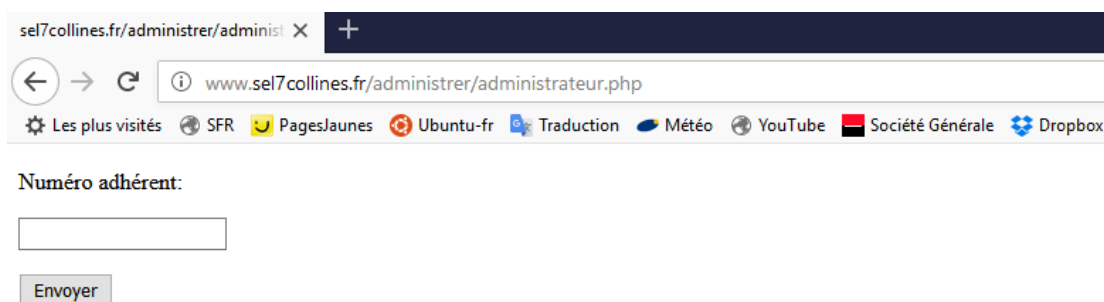 sel7collines.fr/administrer/administ
www.sel7collines.fr/administrer/administrateur.php
Les plus visités SFR PagesJaunes Ubuntu-fr Traduction Météo YouTube Société Générale Dropbox
Numéro adhérent:
Envoyer